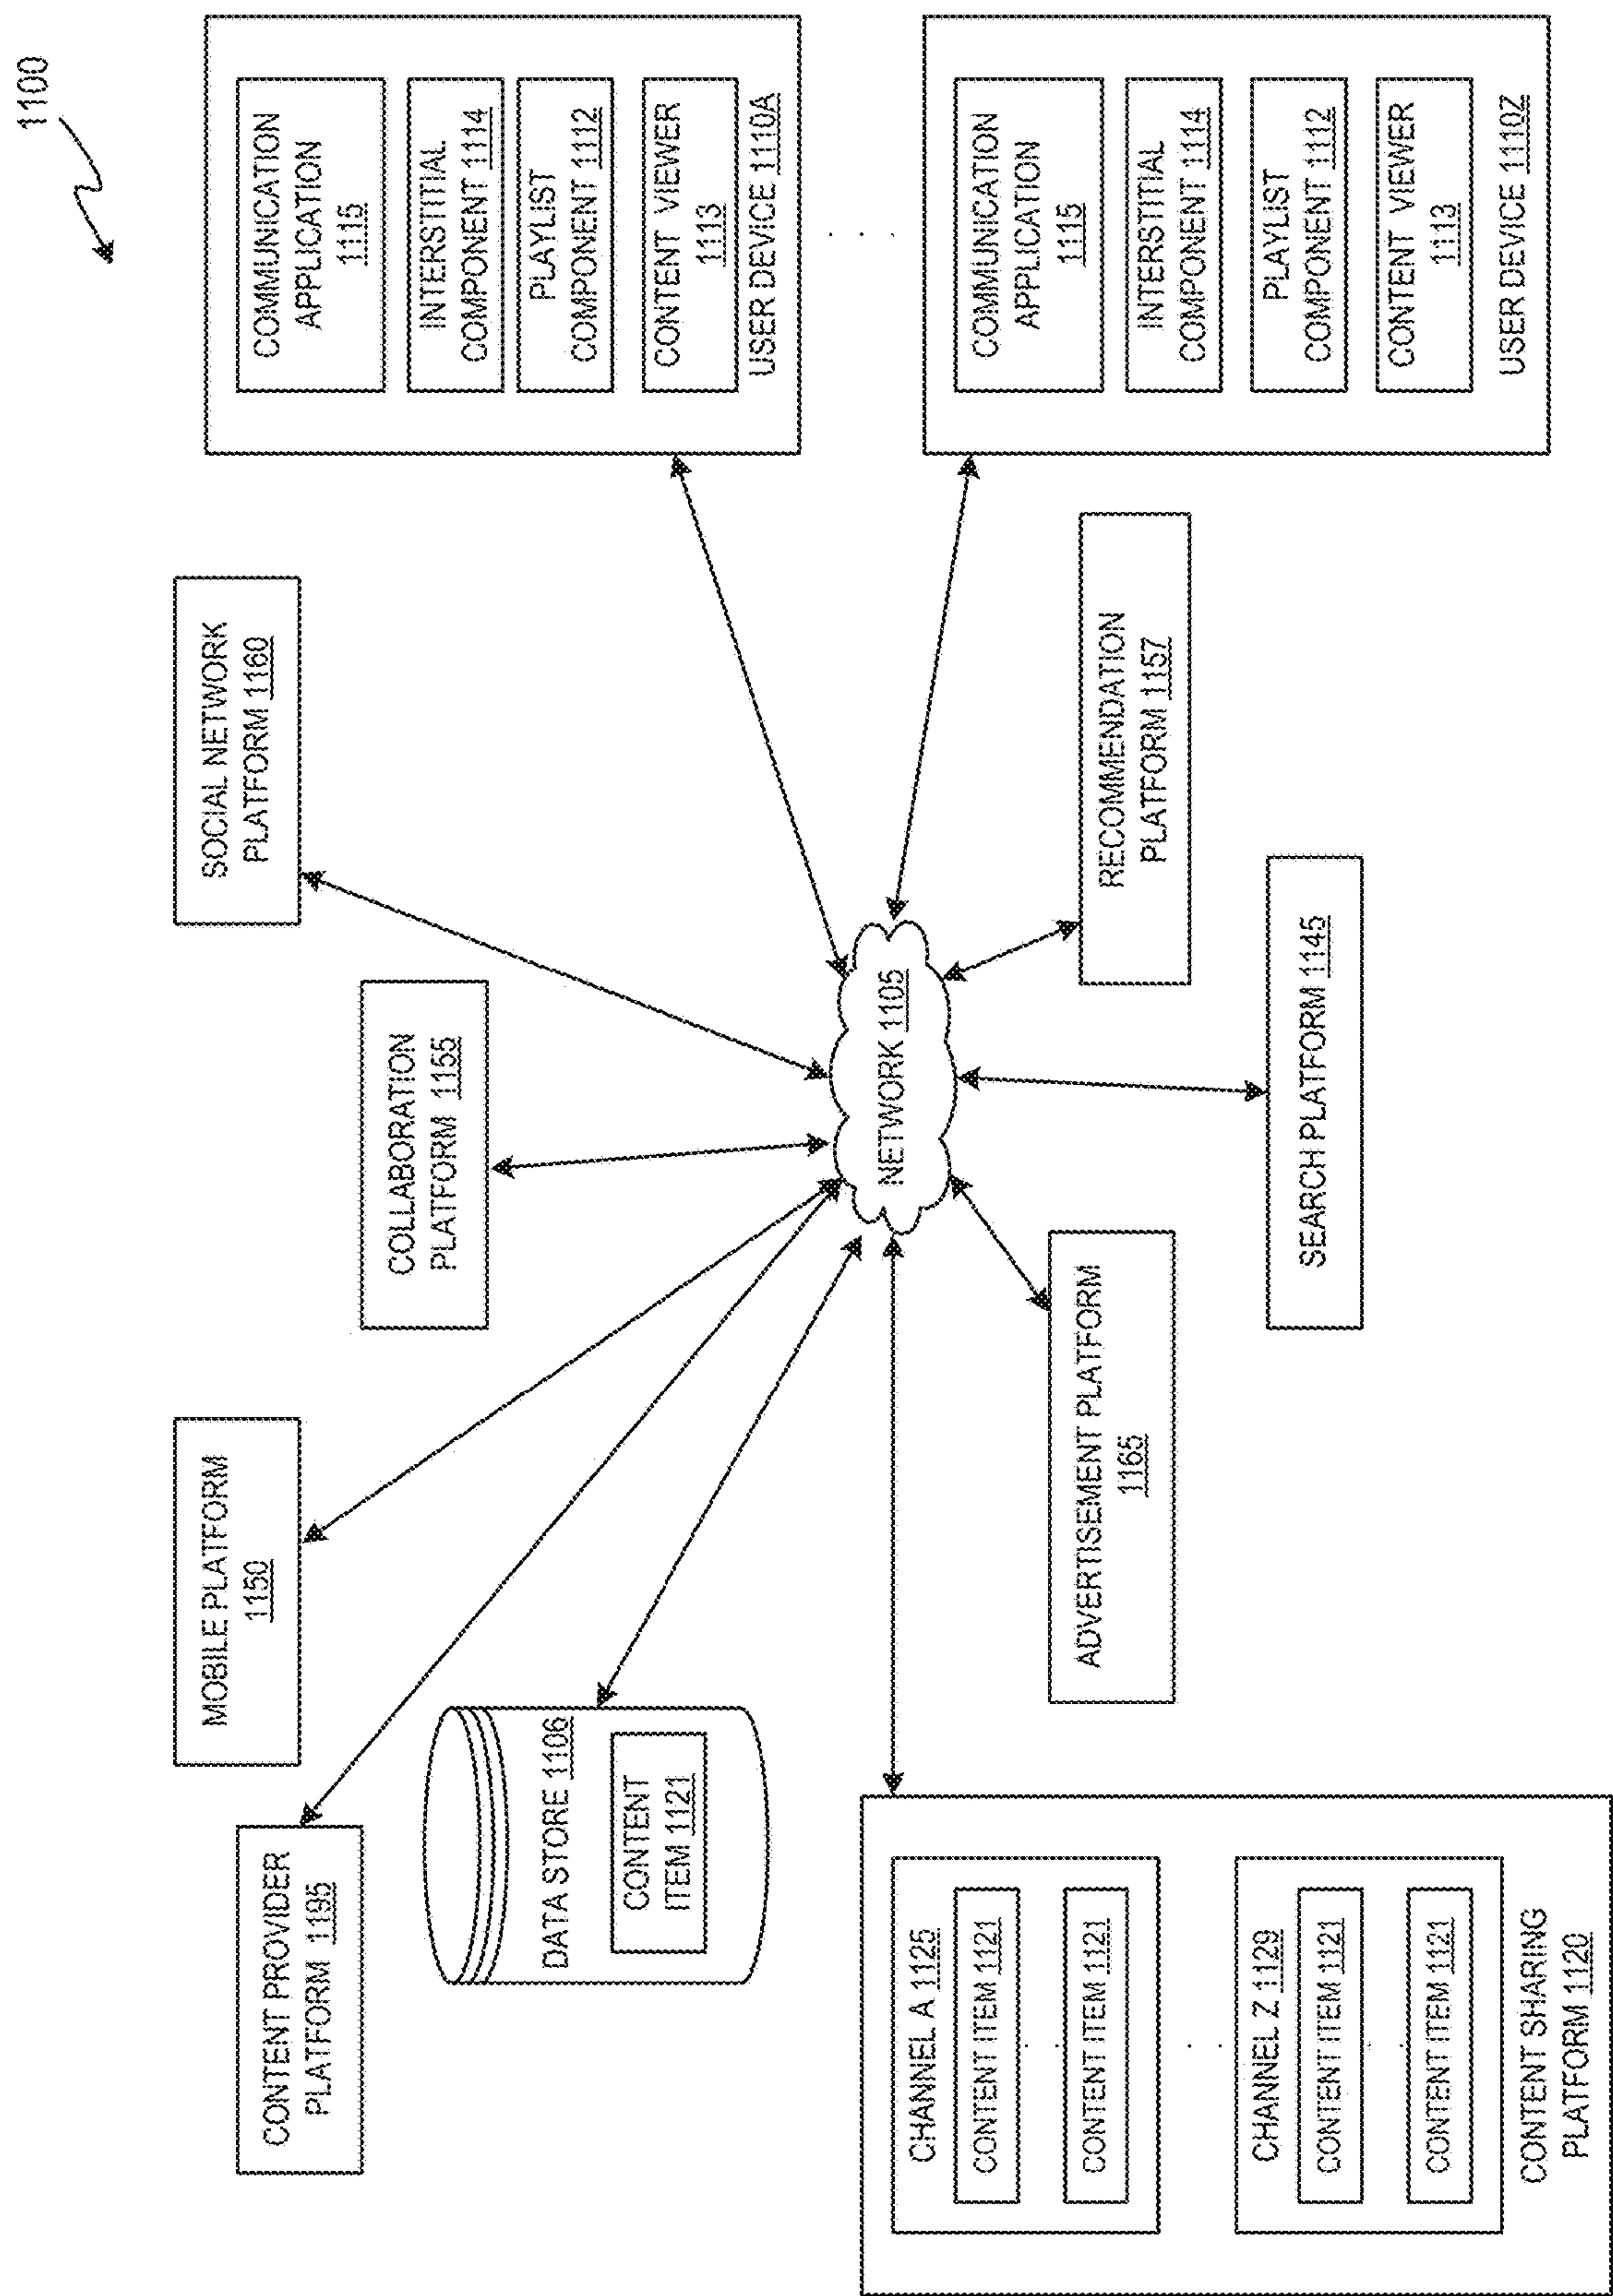 1100
CONTENT PROVIDER
PLATFORM 1195
MOBILE PLATFORM
1150
SOCIAL NETWORK
PLATFORM 1160
COLLABORATION
PLATFORM 1155
DATA STORE 1106
CONTENT
ITEM 1121
NETWORK 1105
COMMUNICATION
APPLICATION
1115
INTERSTITIAL
COMPONENT 1114
PLAYLIST
COMPONENT 1112
CONTENT VIEWER
1113
USER DEVICE 1110A
CHANNEL A 1125
CONTENT ITEM 1121
CONTENT ITEM 1121
CHANNEL Z 1129
CONTENT ITEM 1121
CONTENT ITEM 1121
CONTENT SHARING
PLATFORM 1120
ADVERTISEMENT PLATFORM
1165
SEARCH PLATFORM 1145
RECOMMENDATION
PLATFORM 1157
COMMUNICATION
APPLICATION
1115
INTERSTITIAL
COMPONENT 1114
PLAYLIST
COMPONENT 1112
CONTENT VIEWER
1113
USER DEVICE 1110Z